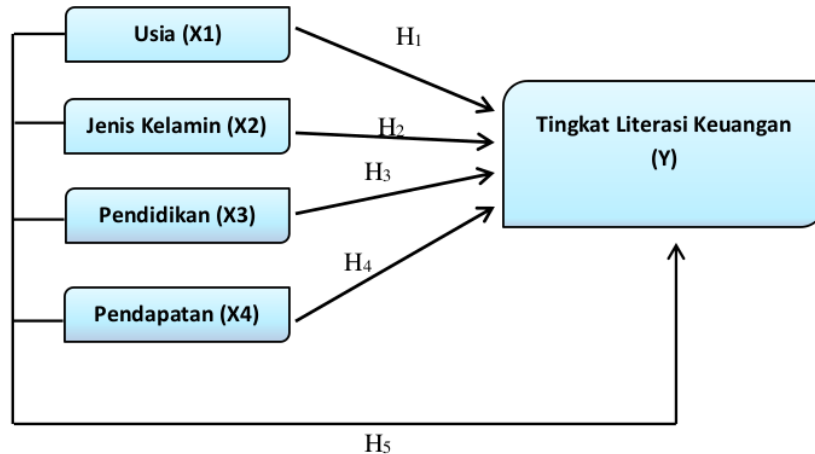 Usia (X1)
H1
Jenis Kelamin (X2)
H2
Tingkat Literasi Keuangan
(Y)
H3
Pendidikan (X3)
H4
Pendapatan (X4)
H5